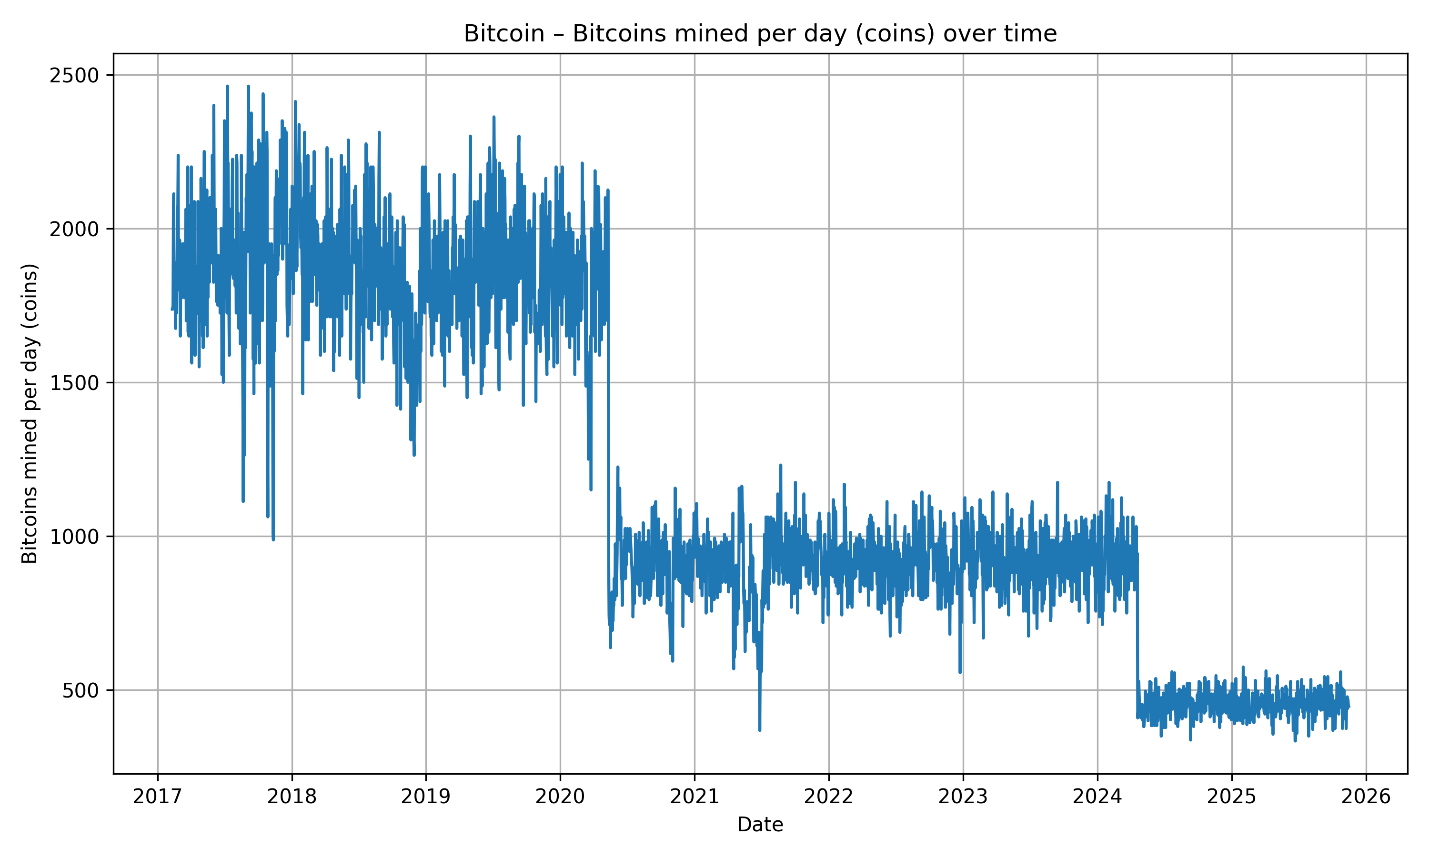 Bitcoin – Bitcoins mined per day (coins) over time
Bitcoins mined per day (coins)
2500
2000
1500
1000
500
2017 2018 2019 2020 2021 2022 2023 2024 2025 2026
Date